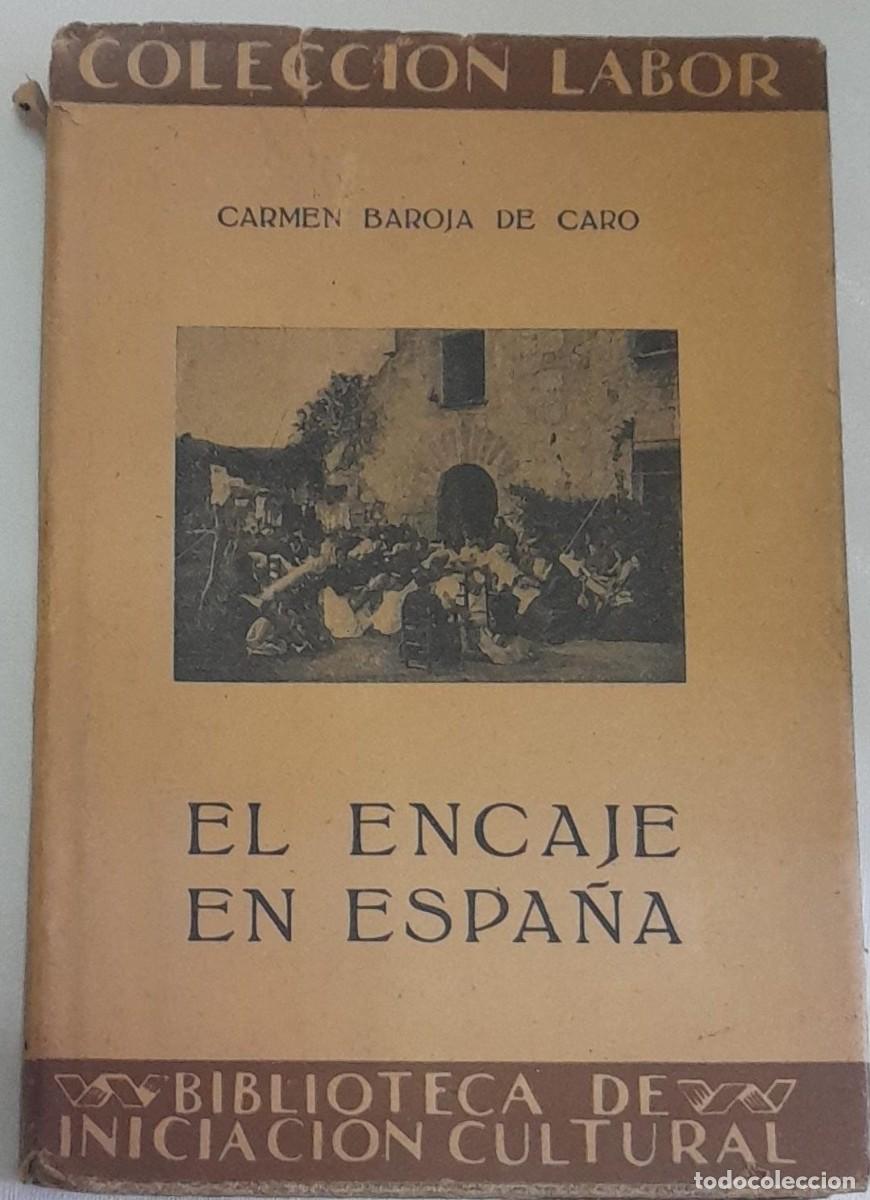 COLECCION LABOR
CARMEN BAROJA DE CARO
EL ENCAJE
EN ESPAÑA
BIBLIOTECA DE
INICIACION CULTURAL
todocoleccion